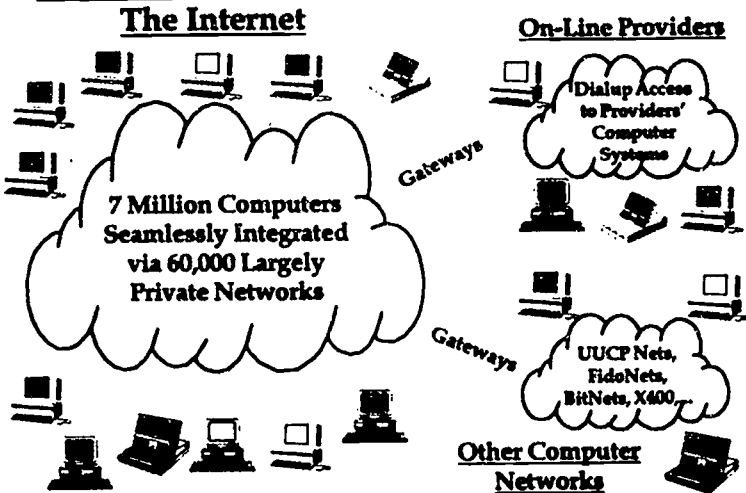 The Internet
7 Million Computers
Seamlessly Integrated
via 60,000 Largely
Private Networks
Gateways
On-Line Providers
Dialup Access
to Providers'
Computer
Systems
Gateways
UUCP Nets,
FidoNets,
BitNets, X400,...
Other Computer
Networks